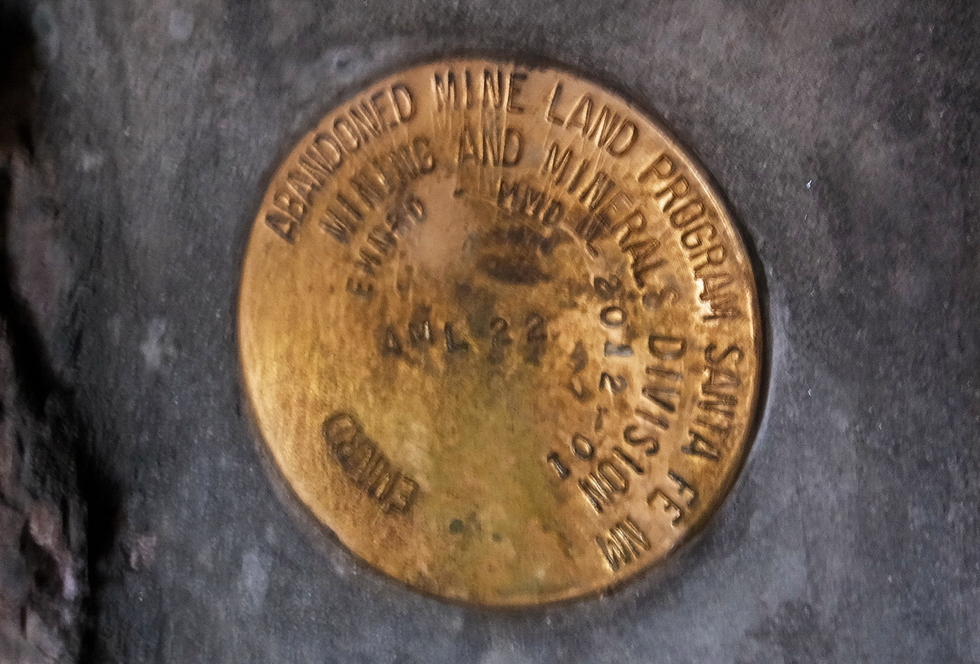 ABANDONED MINE LAND PROGRAM SANTA FE NM
MINING AND MINERALS DIVISION
EMNRD - MMD - 2012-01
AML 22
EMNRD